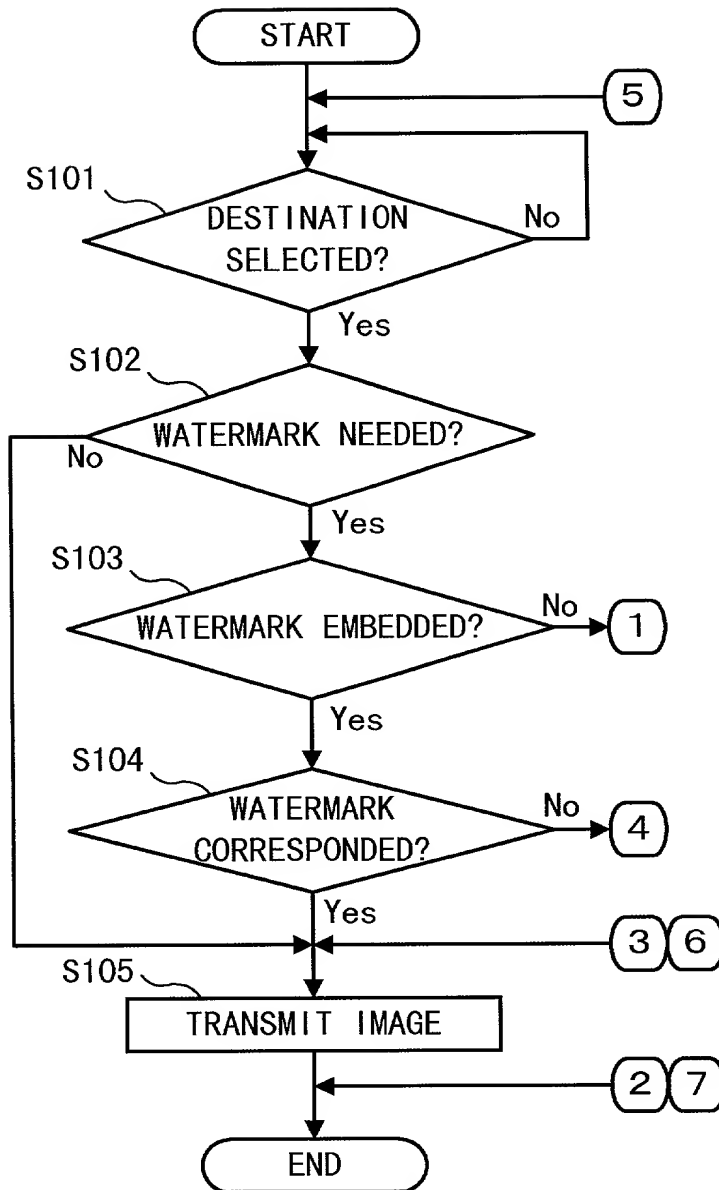 START
5
S101
DESTINATION
SELECTED?
No
Yes
S102
WATERMARK NEEDED?
No
Yes
S103
WATERMARK EMBEDDED?
No
1
Yes
S104
WATERMARK
CORRESPONDED?
No
4
Yes
3 6
S105
TRANSMIT IMAGE
2 7
END